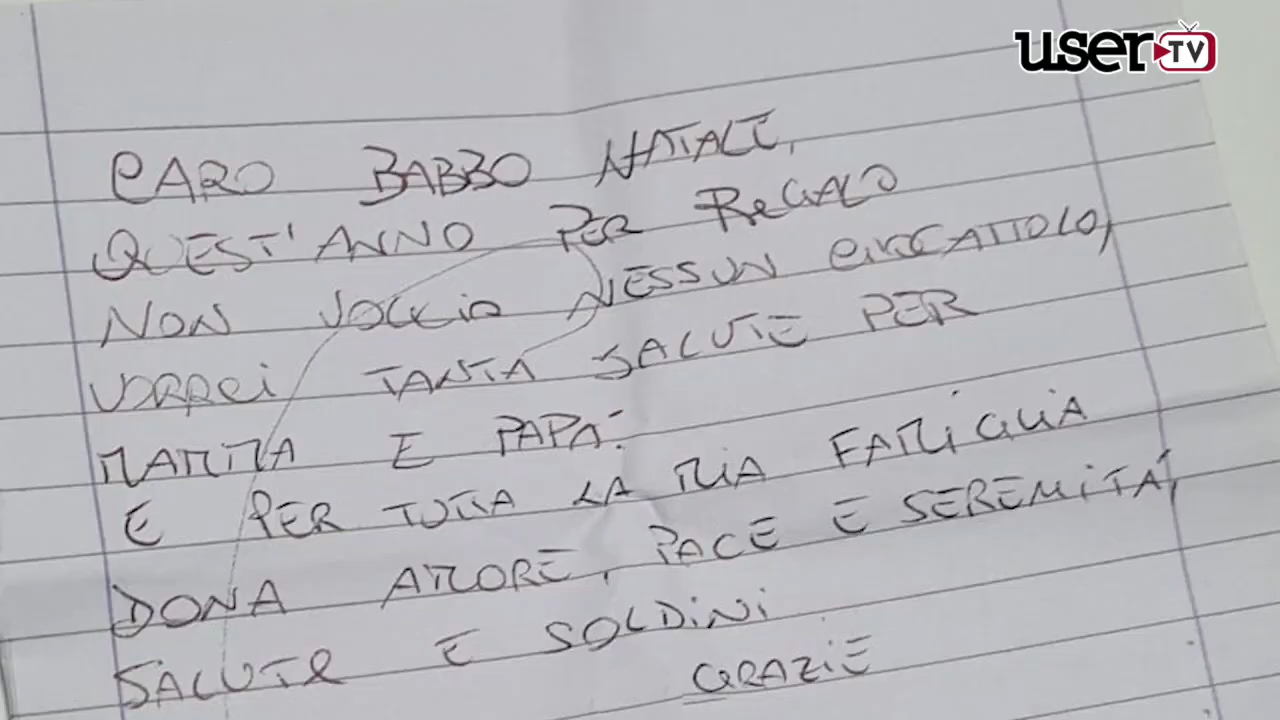 user TV
CARO BABBO NATALE,
QUEST'ANNO PER REGALO
NON VOGLIO NESSUN GIOCATTOLO,
VORREI TANTA SALUTE PER
MAMMA E PAPÀ:
E PER TUTTA LA MIA FAMIGLIA
DONA AMORE, PACE E SERENITÀ,
SALUTE E SOLDINI
GRAZIE